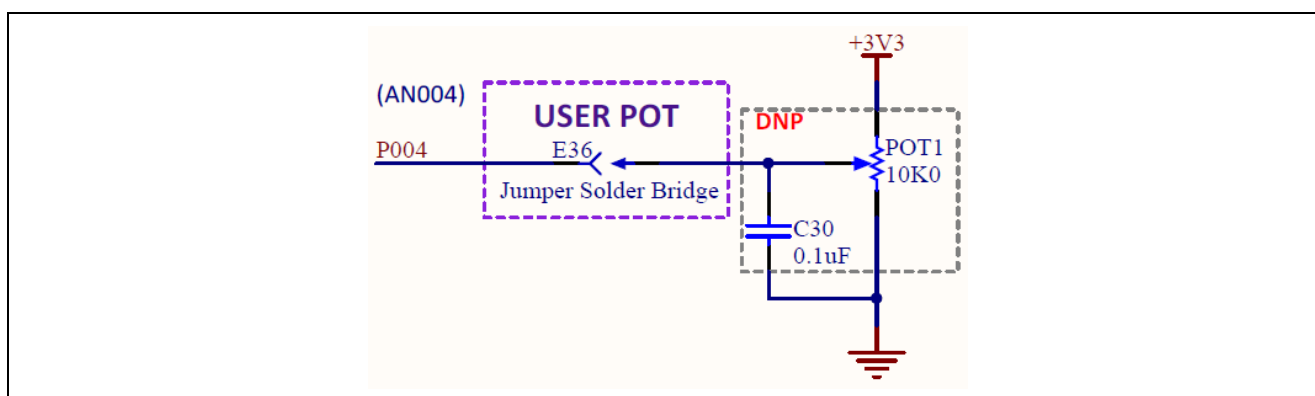 +3V3
(AN004)
USER POT
DNP
P004
E36
POT1
10K0
Jumper Solder Bridge
C30
0.1uF